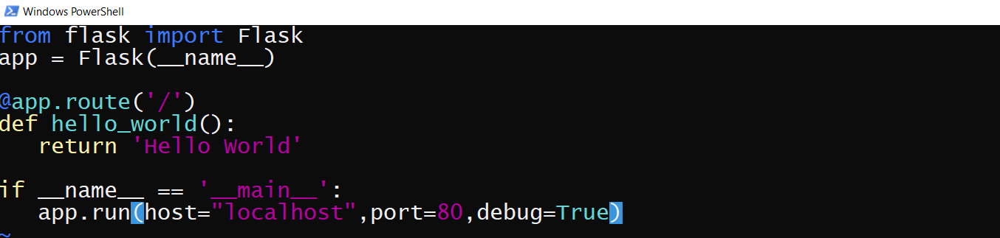 Windows PowerShell
from flask import Flask
app = Flask(__name__)
@app.route('/')
def hello_world():
   return 'Hello World'
if __name__ == '__main__':
   app.run(host="localhost",port=80,debug=True)
~